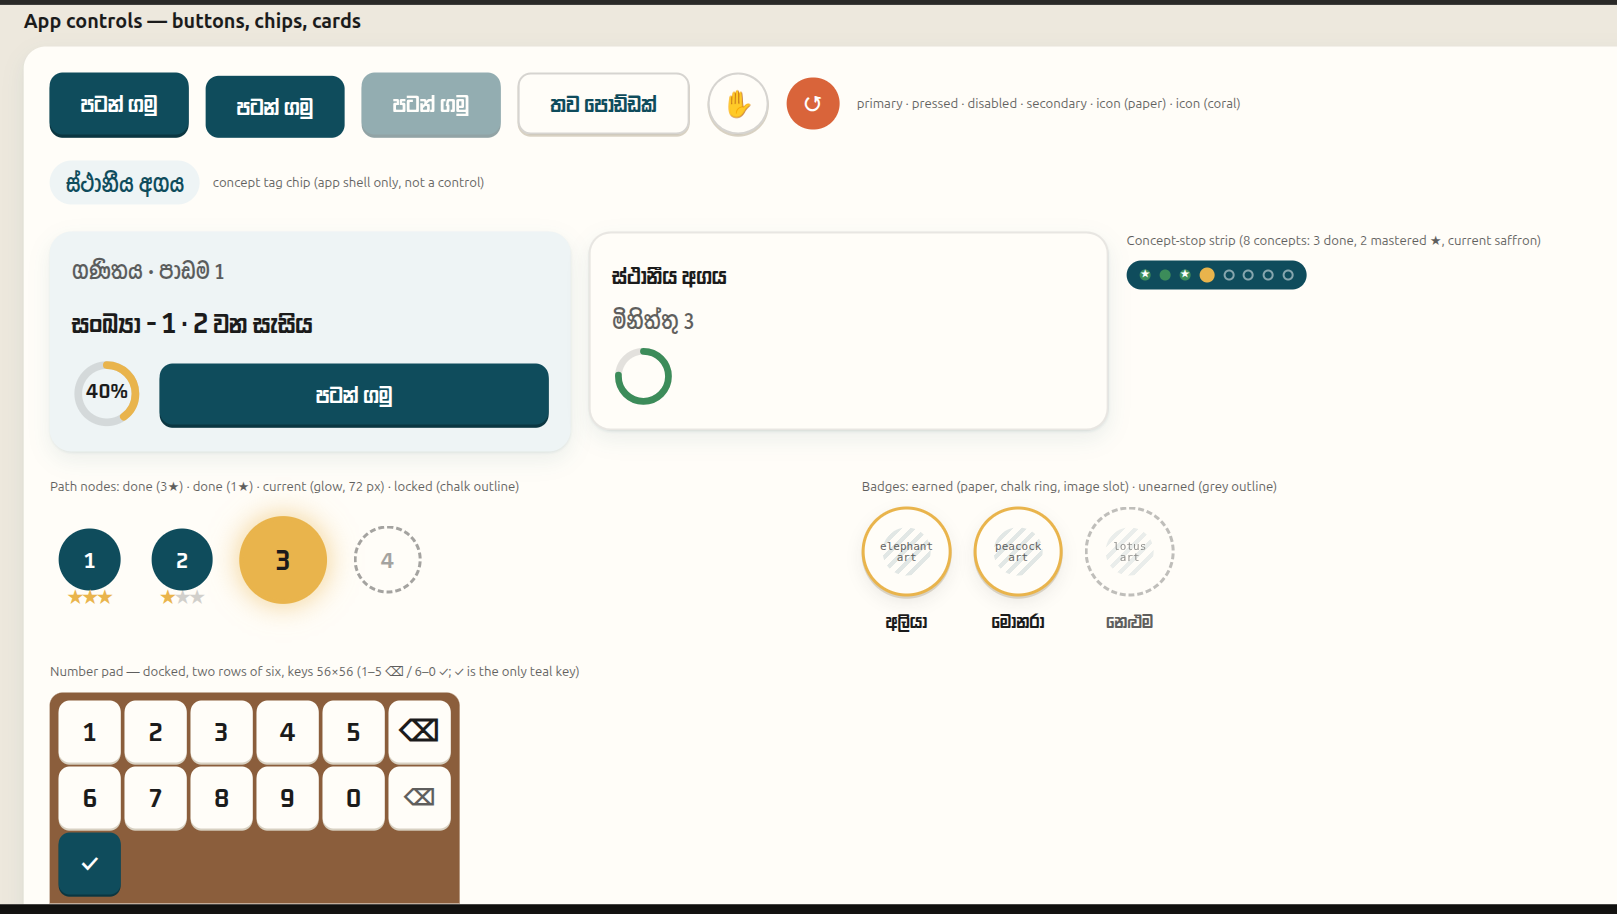 App controls — buttons, chips, cards
පටන් ගමු
පටන් ගමු
පටන් ගමු
තව පොඩ්ඩක්
✋
↺
primary · pressed · disabled · secondary · icon (paper) · icon (coral)
ස්ථානීය අගය
concept tag chip (app shell only, not a control)
ගණිතය · පාඩම 1
සංඛ්‍යා - 1 · 2 වන සැසිය
40%
පටන් ගමු
ස්ථානීය අගය
මිනිත්තු 3
Concept-stop strip (8 concepts: 3 done, 2 mastered ★, current saffron)
Path nodes: done (3★) · done (1★) · current (glow, 72 px) · locked (chalk outline)
1
★★★
2
★★★
3
4
Badges: earned (paper, chalk ring, image slot) · unearned (grey outline)
elephant
art
අලියා
peacock
art
මොනරා
lotus
art
නෙළුම
Number pad — docked, two rows of six, keys 56×56 (1–5 ⌫ / 6–0 ✓; ✓ is the only teal key)
1 2 3 4 5 ⌫
6 7 8 9 0 ⌫
✓